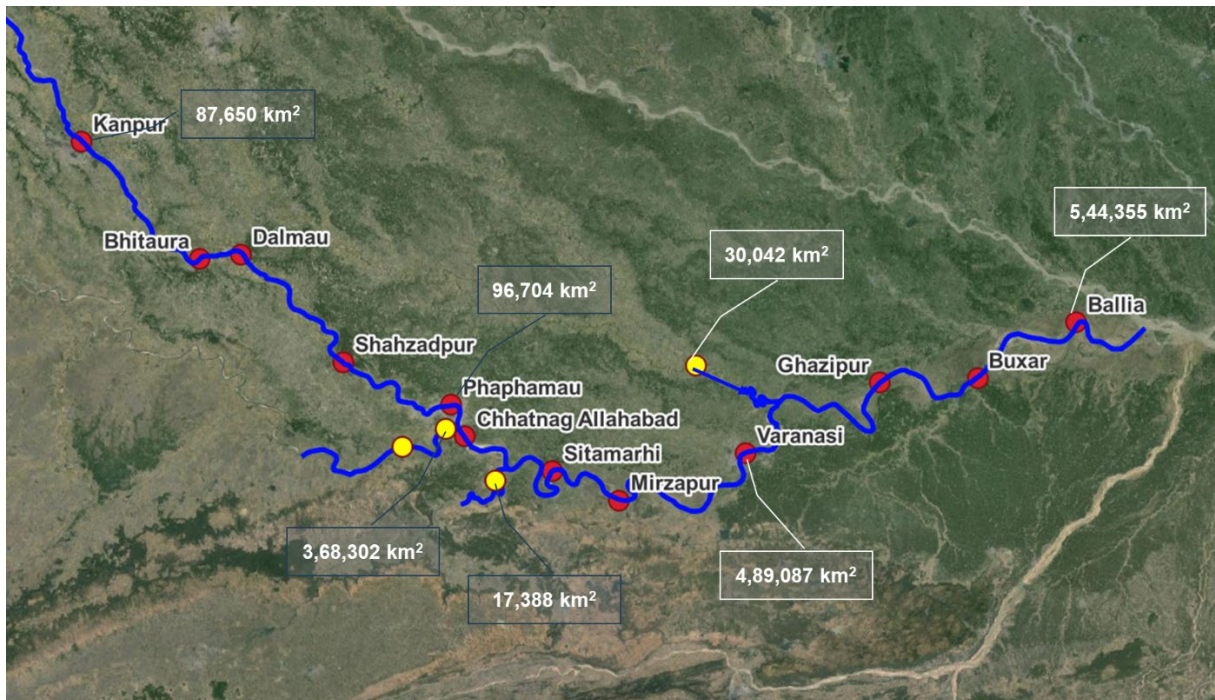 87,650 km²
Kanpur
5,44,355 km²
Bhitaura
Dalmau
30,042 km²
96,704 km²
Ballia
Shahzadpur
Ghazipur
Buxar
Phaphamau
Chhatnag Allahabad
Varanasi
Sitamarhi
Mirzapur
3,68,302 km²
4,89,087 km²
17,388 km²